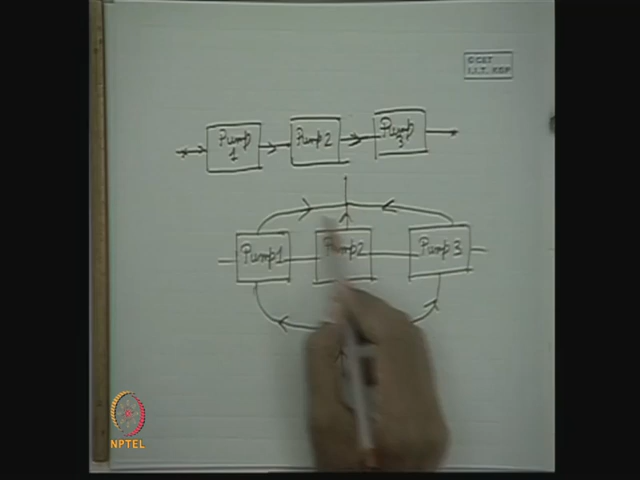 © CET
I.I.T. KGP
Pump
1
Pump 2
Pump
3
Pump 1
Pump 2
Pump 3
NPTEL